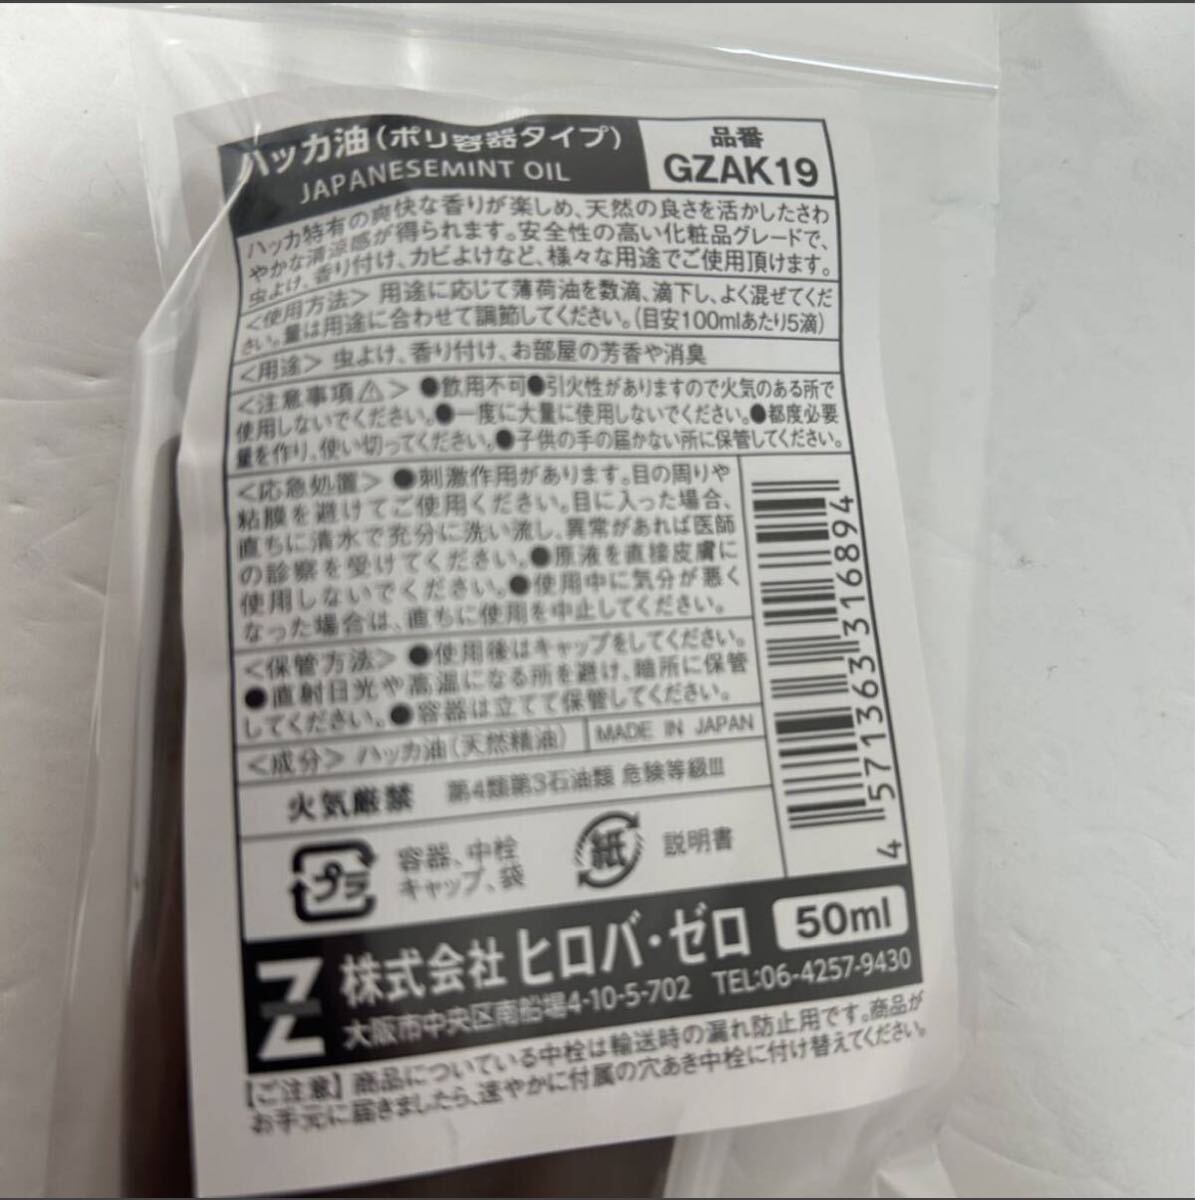 ハッカ油（ポリ容器タイプ）
JAPANESEMINT OIL
品番
GZAK19
ハッカ特有の爽快な香りが楽しめ、天然の良さを活かしたさわ
やかな清涼感が得られます。安全性の高い化粧品グレードで、
虫よけ、香り付け、カビよけなど、様々な用途でご使用頂けます。
＜使用方法＞ 用途に応じて薄荷油を数滴、滴下し、よく混ぜてくだ
さい。量は用途に合わせて調節してください。（目安100mlあたり5滴）
＜用途＞ 虫よけ、香り付け、お部屋の芳香や消臭
＜注意事項⚠＞ ●飲用不可●引火性がありますので火気のある所で
使用しないでください。●一度に大量に使用しないでください。●都度必要
量を作り、使い切ってください。●子供の手の届かない所に保管してください。
＜応急処置＞ ●刺激作用があります。目の周りや
粘膜を避けてご使用ください。目に入った場合、
直ちに清水で充分に洗い流し、異常があれば医師
の診察を受けてください。●原液を直接皮膚に
使用しないでください。●使用中に気分が悪く
なった場合は、直ちに使用を中止してください。
＜保管方法＞ ●使用後はキャップをしてください。
●直射日光や高温になる所を避け、暗所に保管
してください。●容器は立てて保管してください。
＜成分＞ ハッカ油（天然精油）
MADE IN JAPAN
火気厳禁 第4類第3石油類 危険等級Ⅲ
プラ
容器、中栓
キャップ、袋
紙
説明書
4571363316894
株式会社 ヒロバ・ゼロ
50ml
大阪市中央区南船場4-10-5-702 TEL:06-4257-9430
【ご注意】商品についている中栓は輸送時の漏れ防止用です。商品が
お手元に届きましたら、速やかに付属の穴あき中栓に付け替えてください。